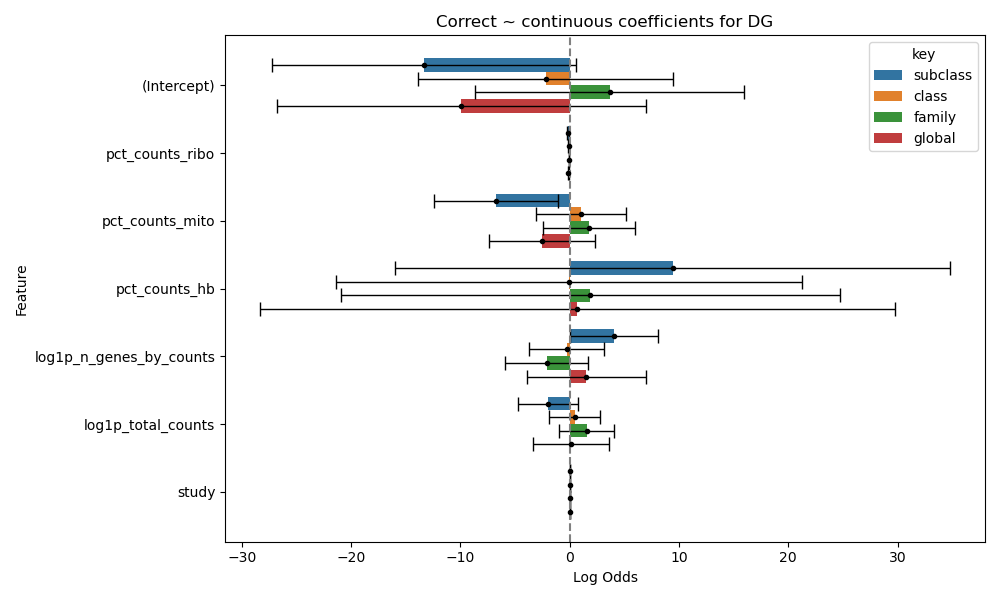 Correct ~ continuous coefficients for DG
key
subclass
class
family
global
Feature
(Intercept)
pct_counts_ribo
pct_counts_mito
pct_counts_hb
log1p_n_genes_by_counts
log1p_total_counts
study
−30 −20 −10 0 10 20 30
Log Odds